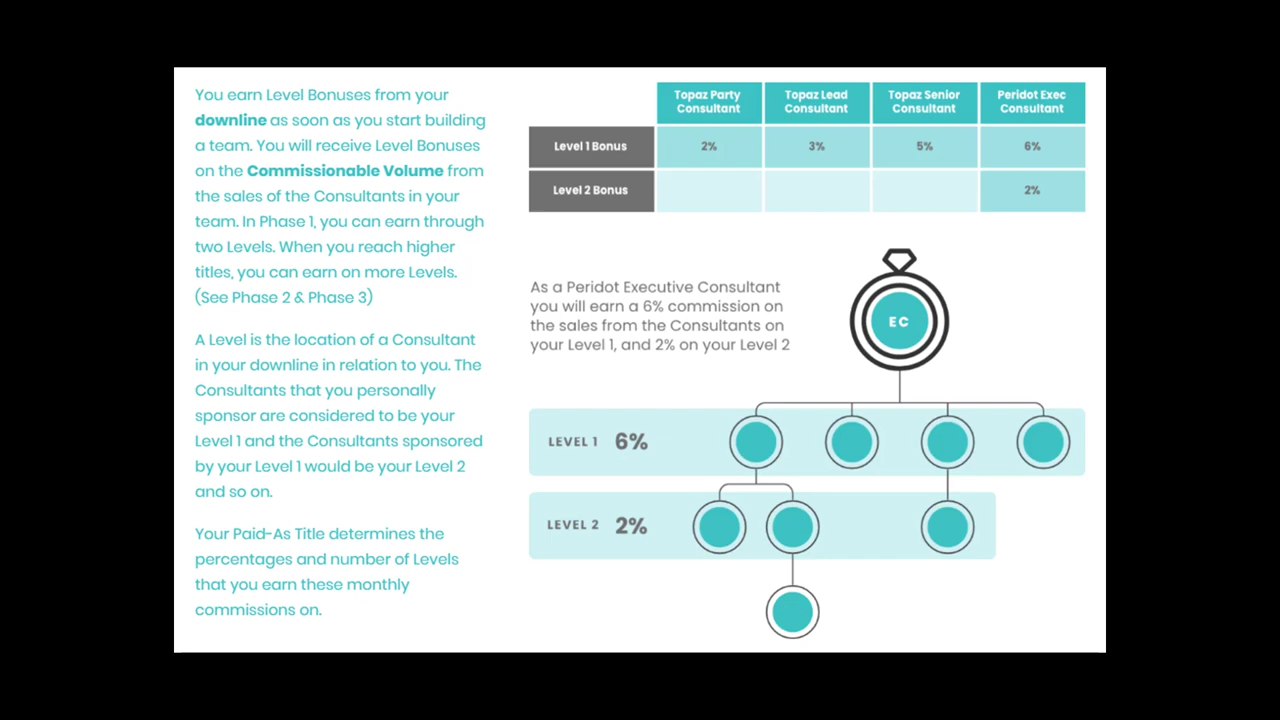 You earn Level Bonuses from your
downline as soon as you start building
a team. You will receive Level Bonuses
on the Commissionable Volume from
the sales of the Consultants in your
team. In Phase 1, you can earn through
two Levels. When you reach higher
titles, you can earn on more Levels.
(See Phase 2 & Phase 3)
A Level is the location of a Consultant
in your downline in relation to you. The
Consultants that you personally
sponsor are considered to be your
Level 1 and the Consultants sponsored
by your Level 1 would be your Level 2
and so on.
Your Paid-As Title determines the
percentages and number of Levels
that you earn these monthly
commissions on.
Topaz Party Consultant
Topaz Lead Consultant
Topaz Senior Consultant
Peridot Exec Consultant
Level 1 Bonus 2% 3% 5% 6%
Level 2 Bonus 2%
As a Peridot Executive Consultant
you will earn a 6% commission on
the sales from the Consultants on
your Level 1, and 2% on your Level 2
EC
LEVEL 1 6%
LEVEL 2 2%